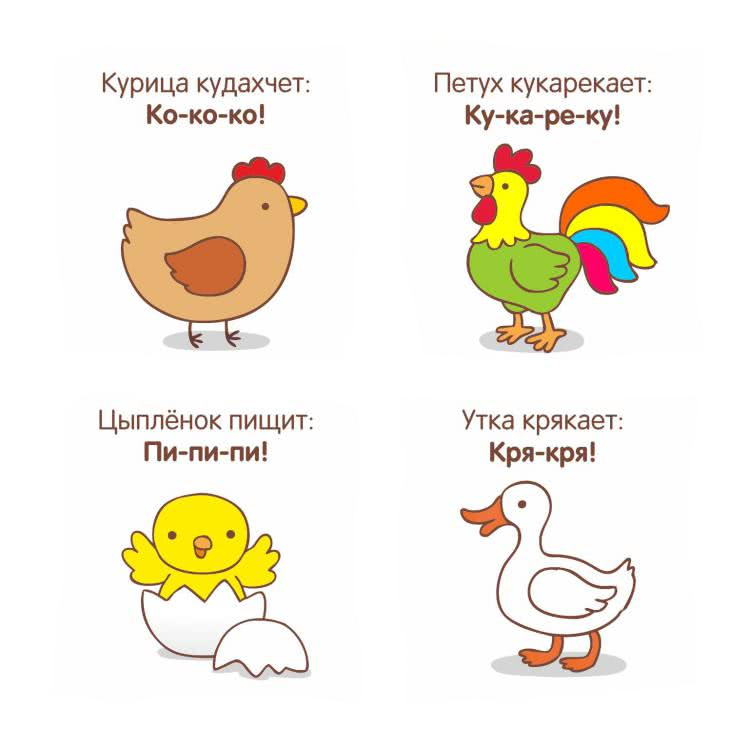 Курица кудахчет:
Ко-ко-ко!
Петух кукарекает:
Ку-ка-ре-ку!
Цыплёнок пищит:
Пи-пи-пи!
Утка крякает:
Кря-кря!